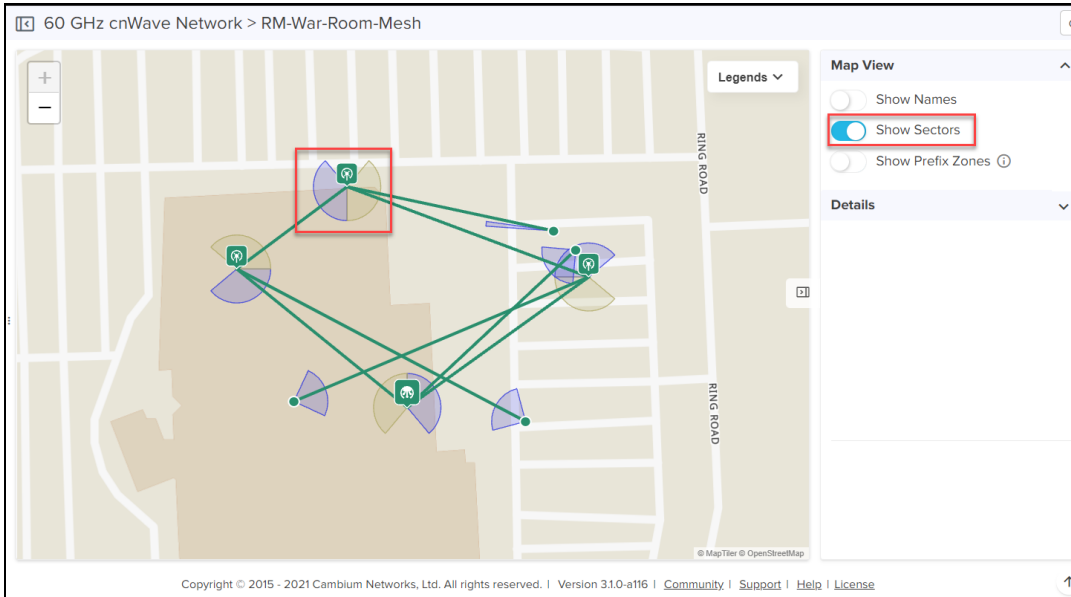 60 GHz cnWave Network > RM-War-Room-Mesh
Legends
RING ROAD
RING ROAD
© MapTiler © OpenStreetMap
Map View
Show Names
Show Sectors
Show Prefix Zones
Details
Copyright © 2015 - 2021 Cambium Networks, Ltd. All rights reserved. | Version 3.1.0-a116 | Community | Support | Help | License